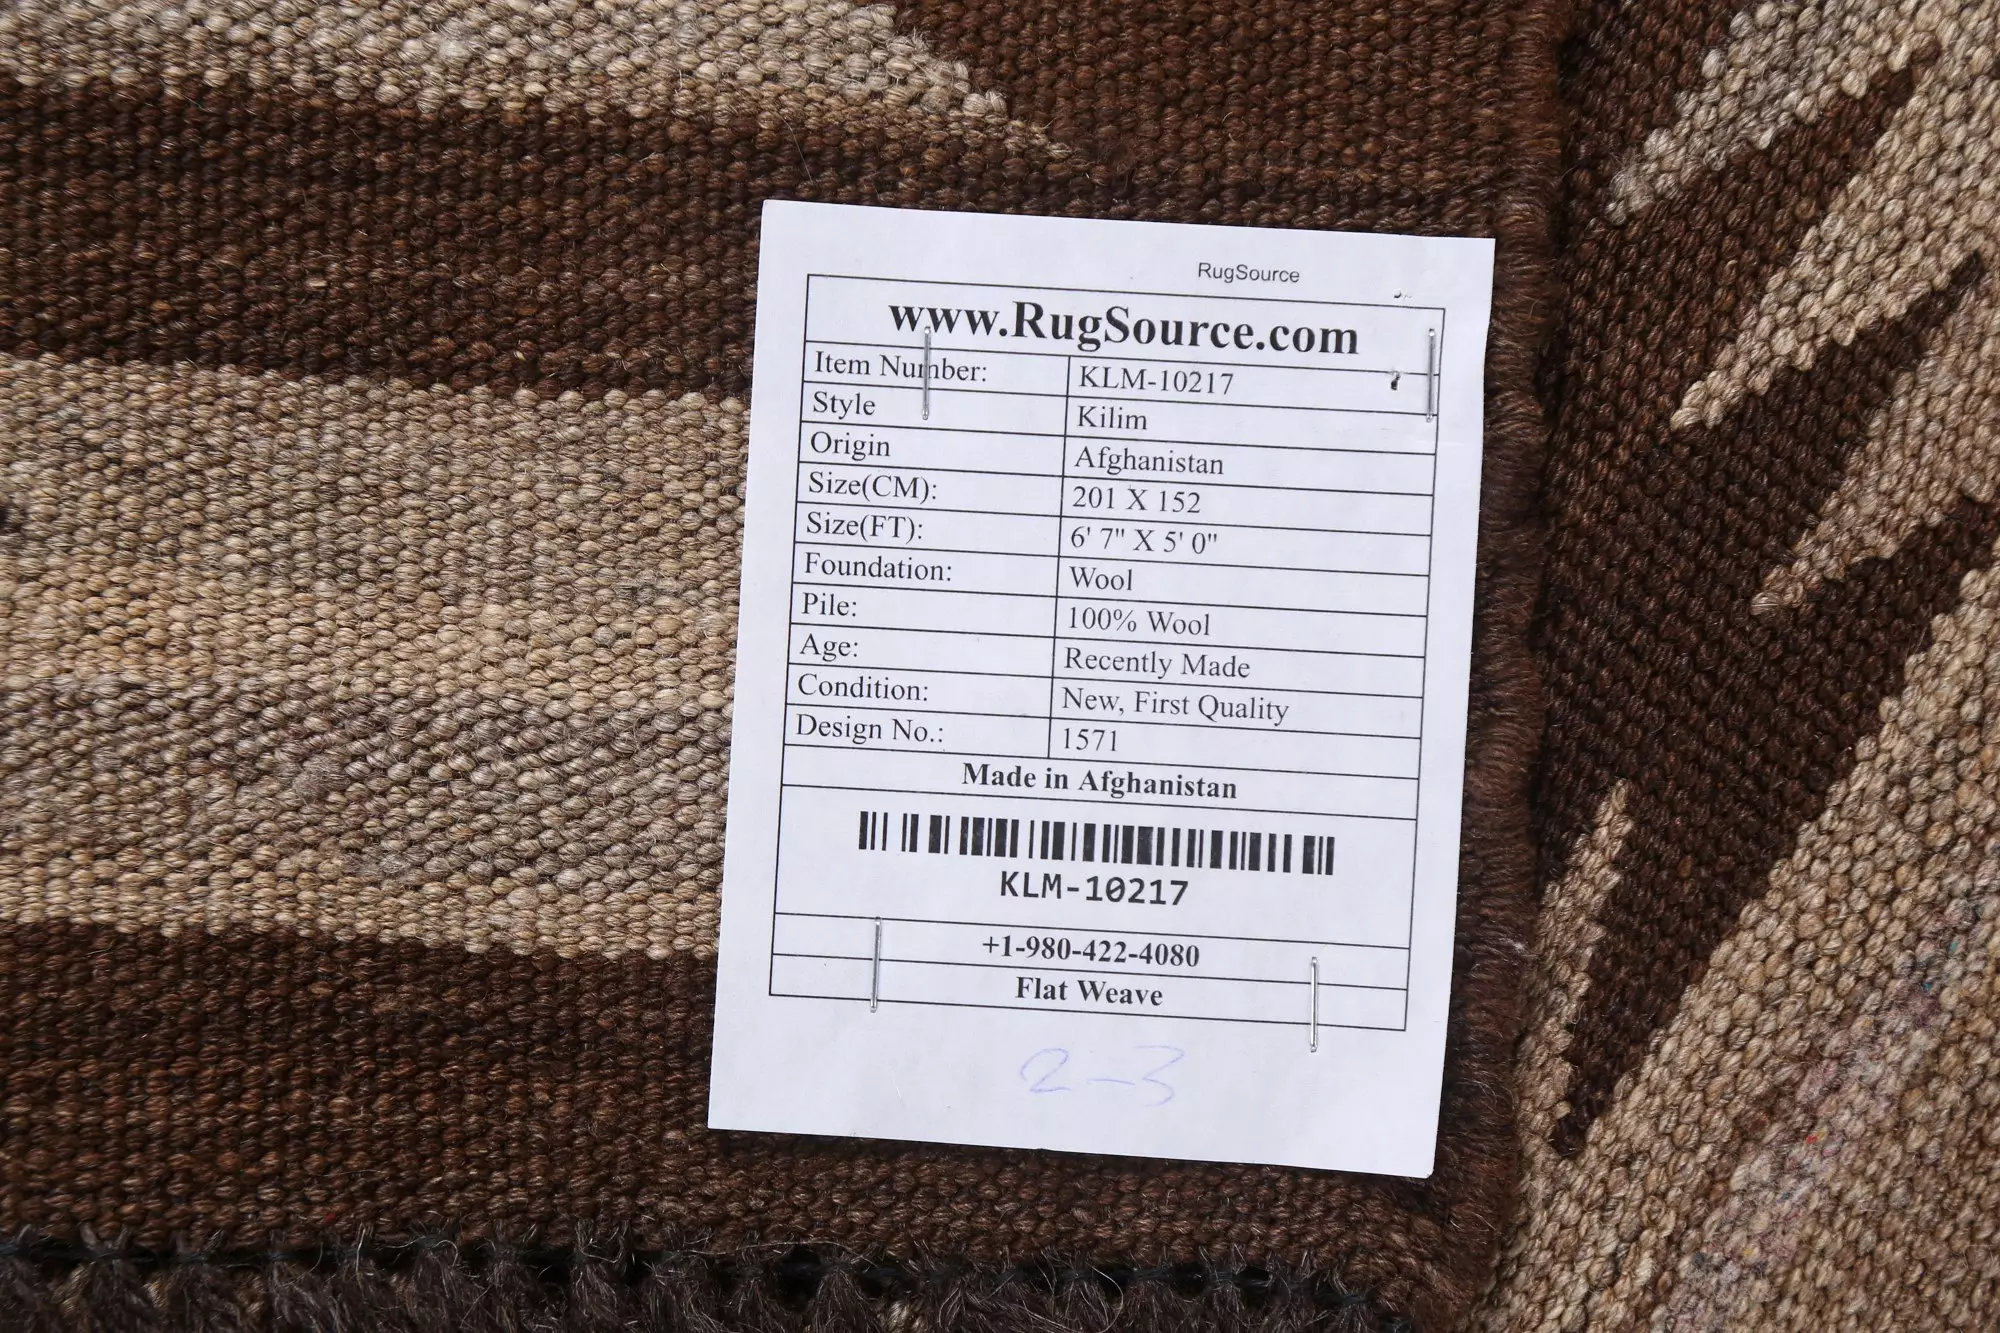 RugSource
www.RugSource.com
Item Number: KLM-10217
Style Kilim
Origin Afghanistan
Size(CM): 201 X 152
Size(FT): 6' 7" X 5' 0"
Foundation: Wool
Pile: 100% Wool
Age: Recently Made
Condition: New, First Quality
Design No.: 1571
Made in Afghanistan
KLM-10217
+1-980-422-4080
Flat Weave
2-3